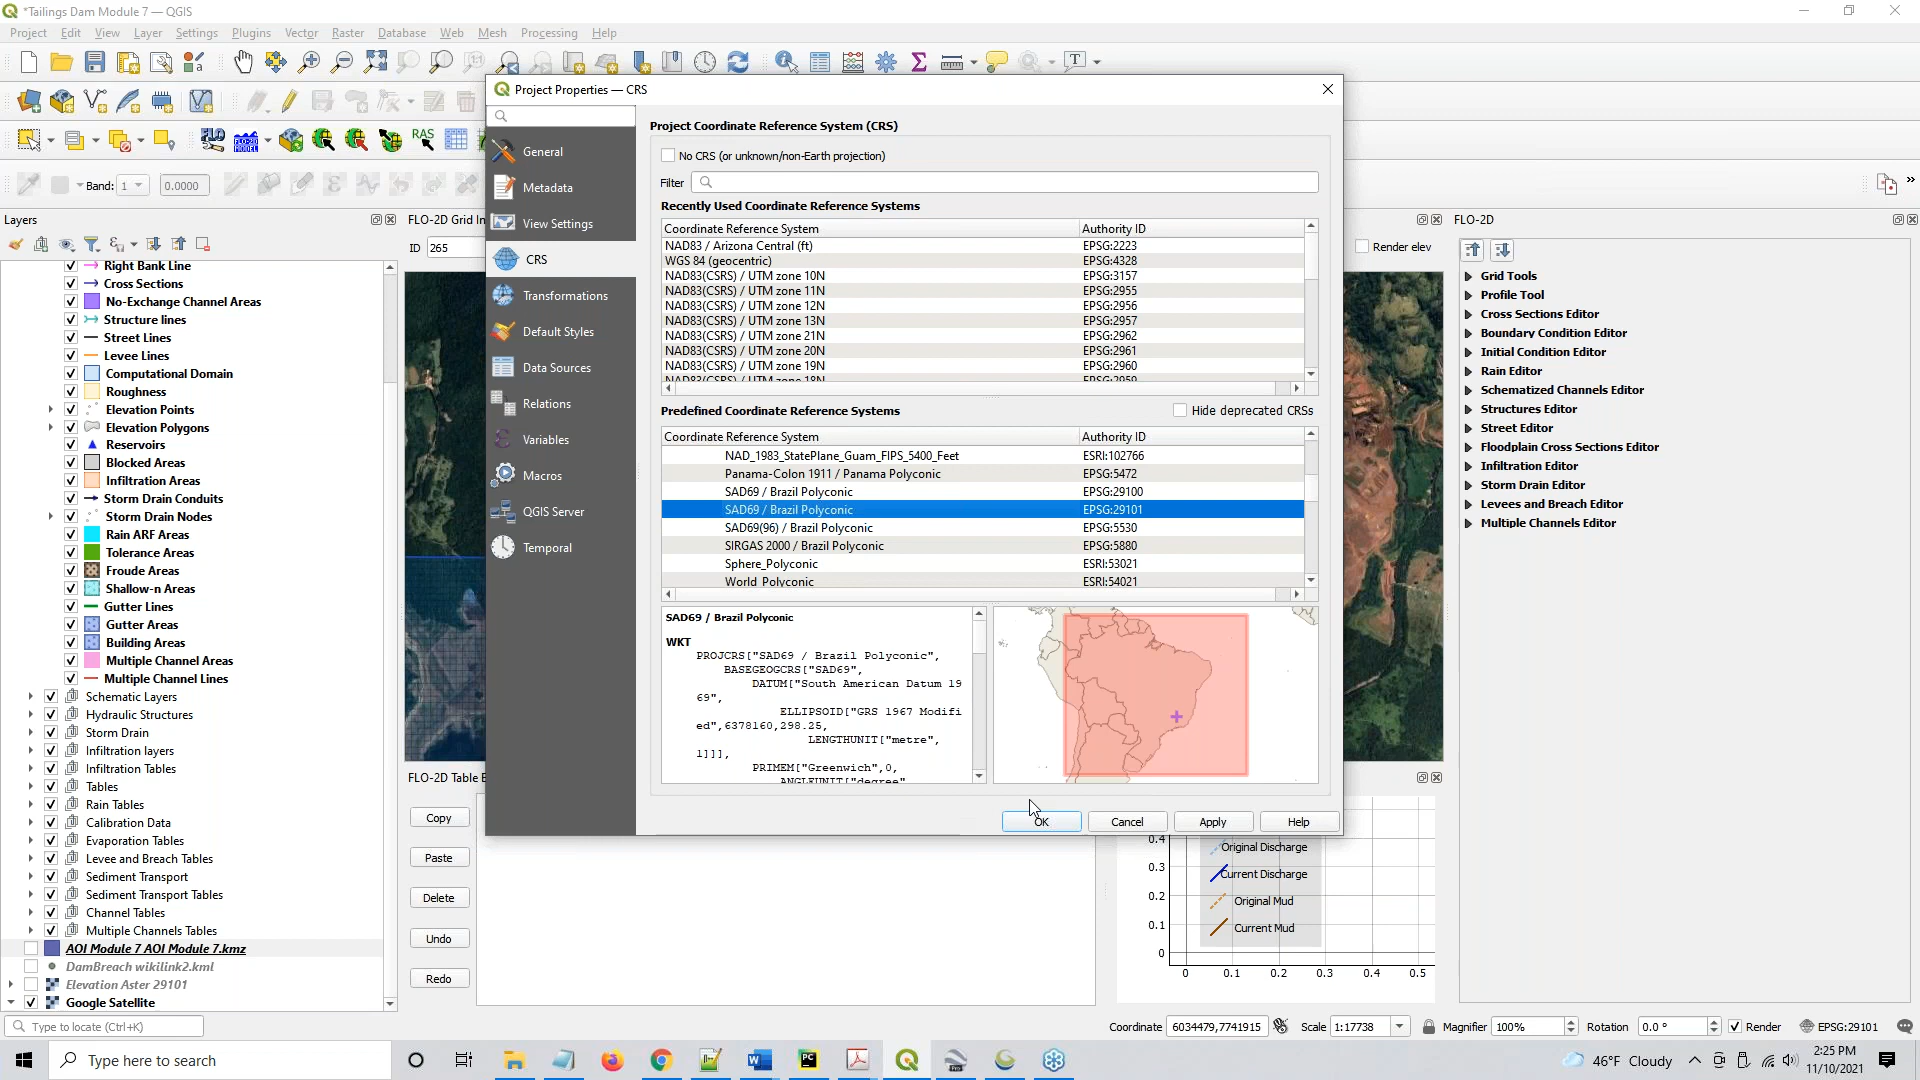 *Tailings Dam Module 7 — QGIS
Project Edit View Layer Settings Plugins Vector Raster Database Web Mesh Processing Help
Band: 1 0.0000
Layers
FLO-2D Grid In
ID 265
Render elev
FLO-2D
Right Bank Line
Cross Sections
No-Exchange Channel Areas
Structure lines
Street Lines
Levee Lines
Computational Domain
Roughness
Elevation Points
Elevation Polygons
Reservoirs
Blocked Areas
Infiltration Areas
Storm Drain Conduits
Storm Drain Nodes
Rain ARF Areas
Tolerance Areas
Froude Areas
Shallow-n Areas
Gutter Lines
Gutter Areas
Building Areas
Multiple Channel Areas
Multiple Channel Lines
Schematic Layers
Hydraulic Structures
Storm Drain
Infiltration layers
Infiltration Tables
Tables
Rain Tables
Calibration Data
Evaporation Tables
Levee and Breach Tables
Sediment Transport
Sediment Transport Tables
Channel Tables
Multiple Channels Tables
AOI Module 7 AOI Module 7.kmz
DamBreach wikilink2.kml
Elevation Aster 29101
Google Satellite
Project Properties — CRS
General
Metadata
View Settings
CRS
Transformations
Default Styles
Data Sources
Relations
Variables
Macros
QGIS Server
Temporal
Project Coordinate Reference System (CRS)
No CRS (or unknown/non-Earth projection)
Filter
Recently Used Coordinate Reference Systems
Coordinate Reference System Authority ID
NAD83 / Arizona Central (ft) EPSG:2223
WGS 84 (geocentric) EPSG:4328
NAD83(CSRS) / UTM zone 10N EPSG:3157
NAD83(CSRS) / UTM zone 11N EPSG:2955
NAD83(CSRS) / UTM zone 12N EPSG:2956
NAD83(CSRS) / UTM zone 13N EPSG:2957
NAD83(CSRS) / UTM zone 21N EPSG:2962
NAD83(CSRS) / UTM zone 20N EPSG:2961
NAD83(CSRS) / UTM zone 19N EPSG:2960
NAD83(CSRS) / UTM zone 18N EPSG:2959
Predefined Coordinate Reference Systems
Hide deprecated CRSs
Coordinate Reference System Authority ID
NAD_1983_StatePlane_Guam_FIPS_5400_Feet ESRI:102766
Panama-Colon 1911 / Panama Polyconic EPSG:5472
SAD69 / Brazil Polyconic EPSG:29100
SAD69 / Brazil Polyconic EPSG:29101
SAD69(96) / Brazil Polyconic EPSG:5530
SIRGAS 2000 / Brazil Polyconic EPSG:5880
Sphere_Polyconic ESRI:53021
World_Polyconic ESRI:54021
SAD69 / Brazil Polyconic
WKT
PROJCRS["SAD69 / Brazil Polyconic",
BASEGEOGCRS["SAD69",
DATUM["South American Datum 19
69",
ELLIPSOID["GRS 1967 Modifi
ed",6378160,298.25,
LENGTHUNIT["metre",
1]]],
PRIMEM["Greenwich",0,
ANGLEUNIT["degree"
OK Cancel Apply Help
Grid Tools
Profile Tool
Cross Sections Editor
Boundary Condition Editor
Initial Condition Editor
Rain Editor
Schematized Channels Editor
Structures Editor
Street Editor
Floodplain Cross Sections Editor
Infiltration Editor
Storm Drain Editor
Levees and Breach Editor
Multiple Channels Editor
FLO-2D Table E
Copy
Paste
Delete
Undo
Redo
Original Discharge
Current Discharge
Original Mud
Current Mud
0.4
0.3
0.2
0.1
0
0 0.1 0.2 0.3 0.4 0.5
Type to locate (Ctrl+K)
Coordinate 6034479,7741915 Scale 1:17738 Magnifier 100% Rotation 0.0 ° Render EPSG:29101
Type here to search
46°F Cloudy
2:25 PM
11/10/2021